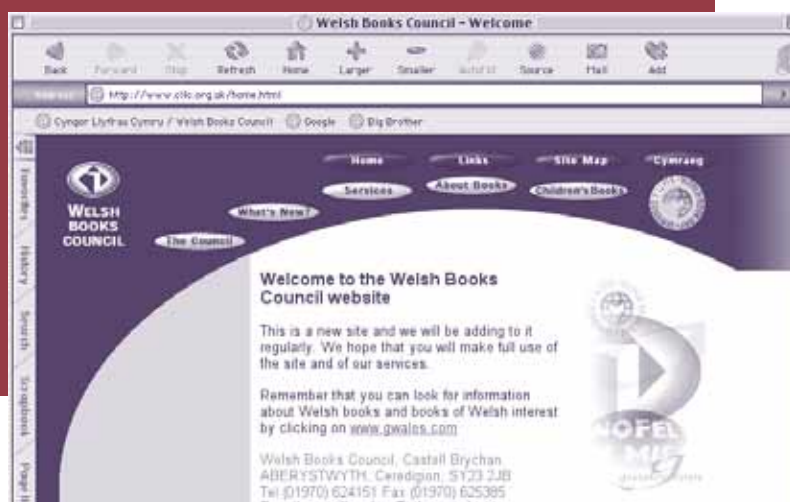 Welsh Books Council - Welcome
Back Forward Stop Refresh Home Larger Smaller AutoFill Source Mail Add
http://www.cllc.org.uk/home.html
Cyngor Llyfrau Cymru / Welsh Books Council Google Big Brother
Favorites
History
Search
Scrapbook
Page
Home Links Site Map Cymraeg
Services About Books Children's Books
What's New?
The Council
WELSH
BOOKS
COUNCIL
Welcome to the Welsh Books
Council website
This is a new site and we will be adding to it
regularly. We hope that you will make full use of
the site and of our services.
Remember that you can look for information
about Welsh books and books of Welsh interest
by clicking on www.gwales.com
Welsh Books Council, Castell Brychan
ABERYSTWYTH, Ceredigion, SY23 2JB
Tel (01970) 624151 Fax (01970) 625385
NOFEL